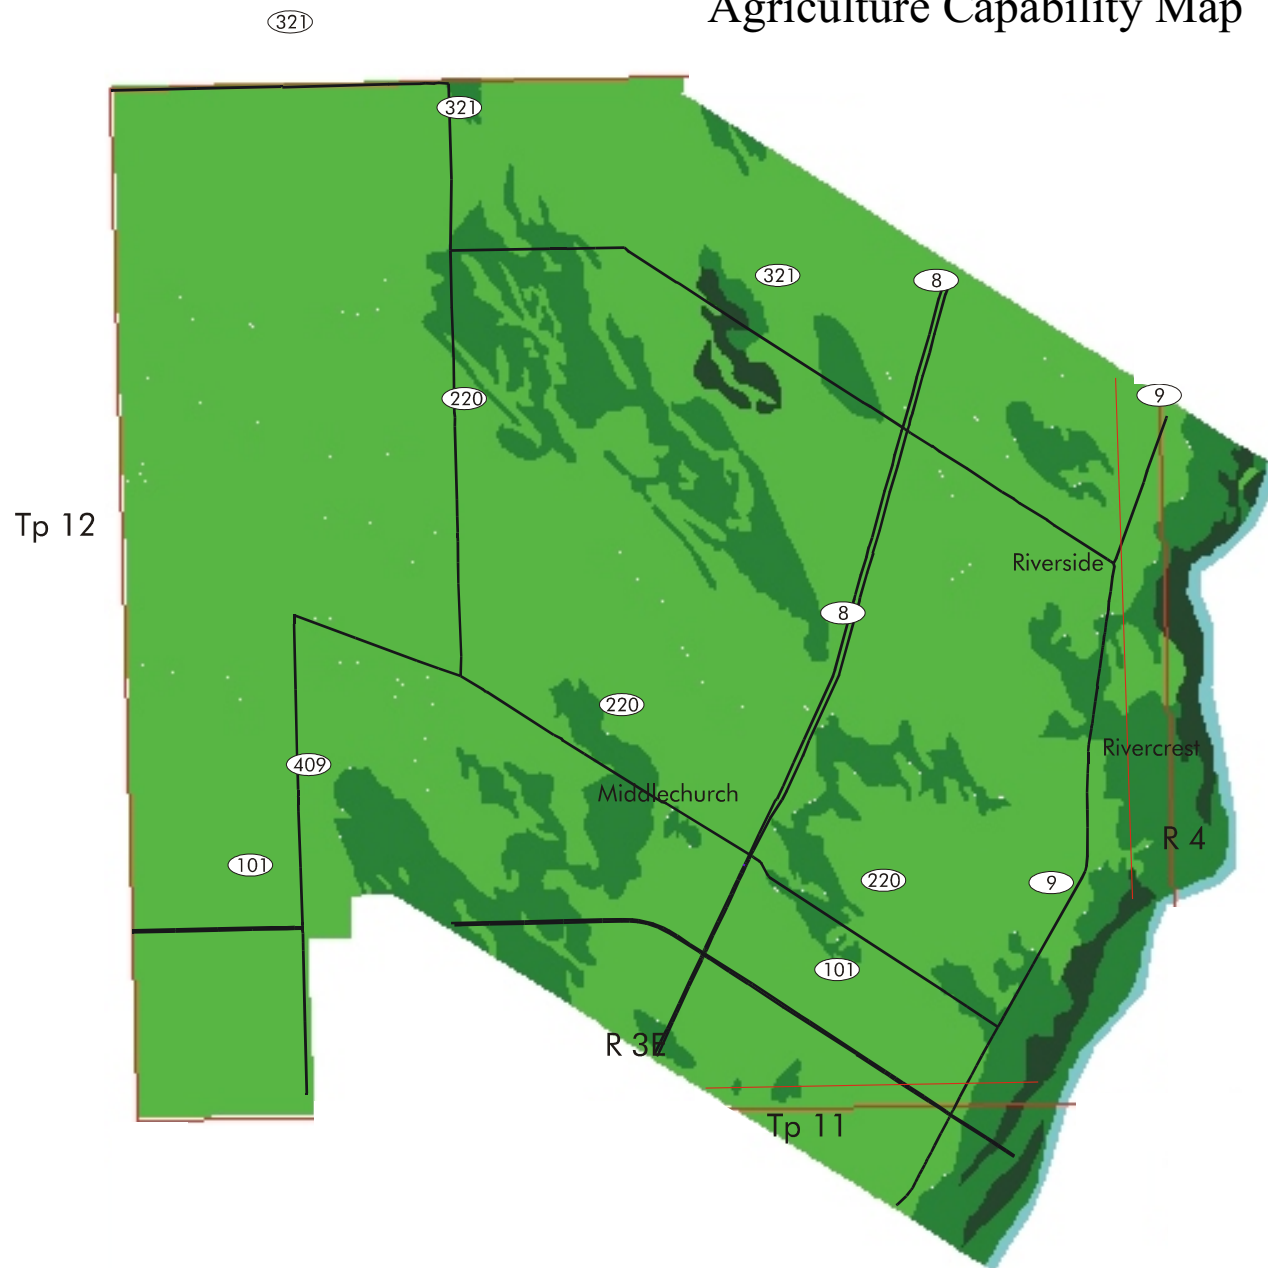 Agriculture Capability Map
321
321
321
8
9
220
Tp 12
Riverside
8
220
Rivercrest
409
Middlechurch
R 4
101
220
9
101
R 3E
Tp 11